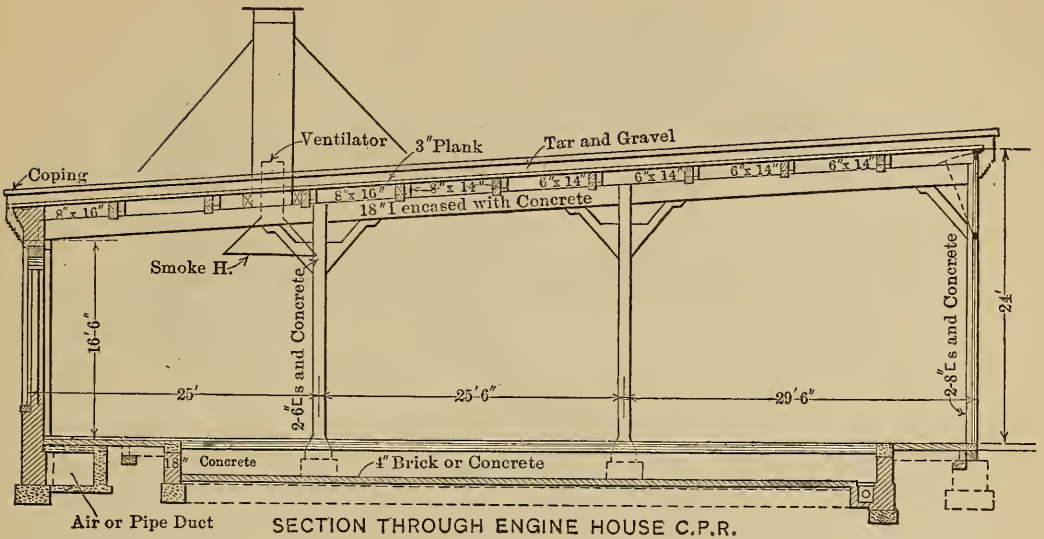 Ventilator
3" Plank
Tar and Gravel
Coping
8"x 16"
8"x 16"
8"x 14"
6"x 14"
6"x 14"
6"x 14"
6"x 14"
18" I encased with Concrete
Smoke H.
16'-6"
2-6" ⊏s and Concrete
2-8" ⊏s and Concrete
24'
25'
25'-6"
29'-6"
18" Concrete
4" Brick or Concrete
Air or Pipe Duct
SECTION THROUGH ENGINE HOUSE C.P.R.